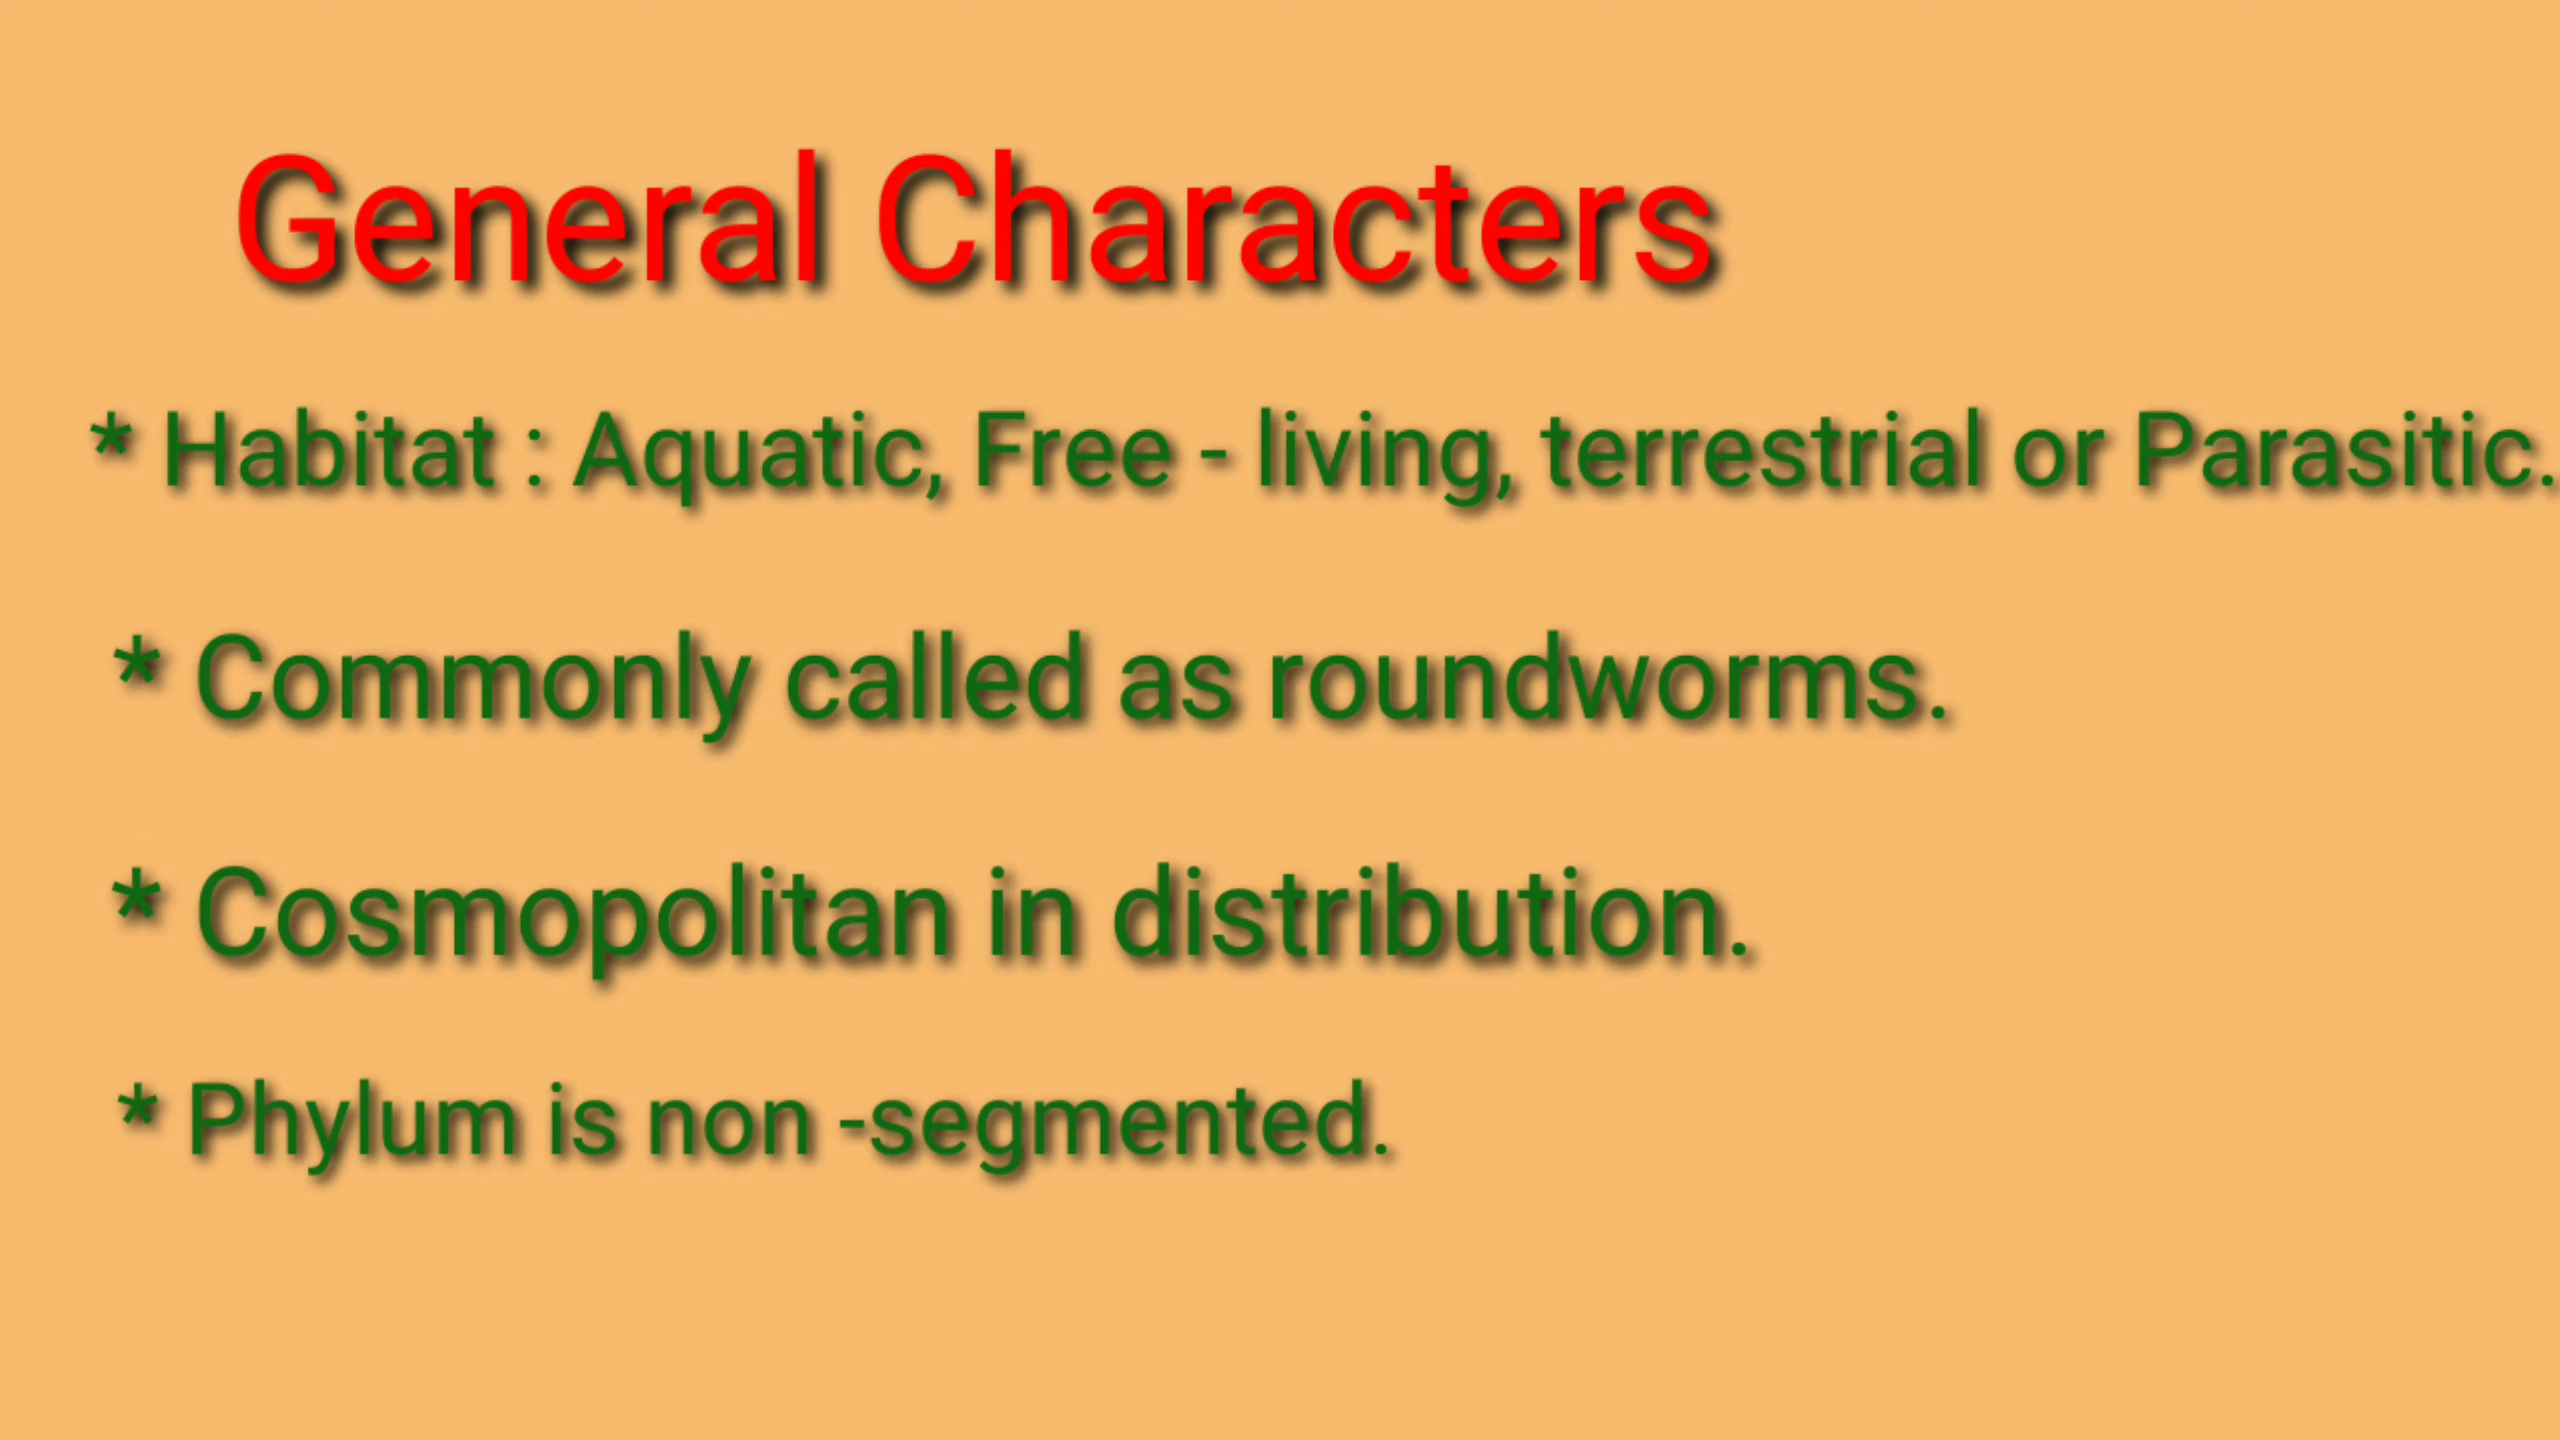 General Characters
* Habitat : Aquatic, Free - living, terrestrial or Parasitic.
* Commonly called as roundworms.
* Cosmopolitan in distribution.
* Phylum is non -segmented.